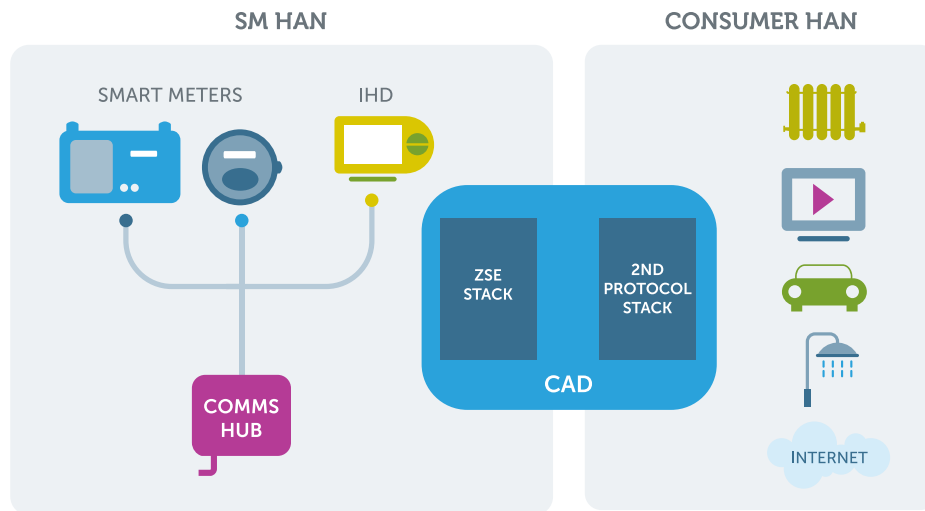 SM HAN
CONSUMER HAN
SMART METERS
IHD
ZSE
STACK
2ND
PROTOCOL
STACK
CAD
COMMS
HUB
INTERNET